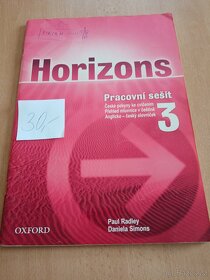 Horizons
30,-
Pracovní sešit
České pokyny ke cvičením
Přehled mluvnice v češtině
Anglicko - český slovníček
3
Paul Radley
Daniela Simons
OXFORD